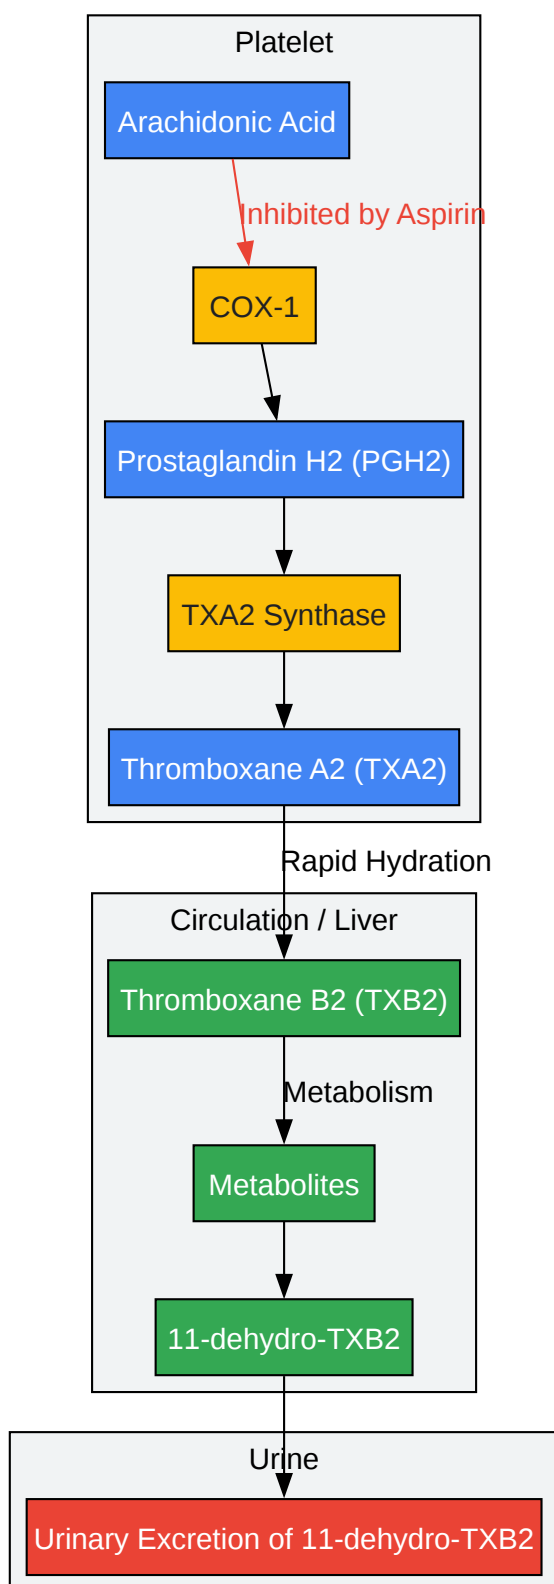 Platelet
Arachidonic Acid
Inhibited by Aspirin
COX-1
Prostaglandin H2 (PGH2)
TXA2 Synthase
Thromboxane A2 (TXA2)
Rapid Hydration
Circulation / Liver
Thromboxane B2 (TXB2)
Metabolism
Metabolites
11-dehydro-TXB2
Urine
Urinary Excretion of 11-dehydro-TXB2